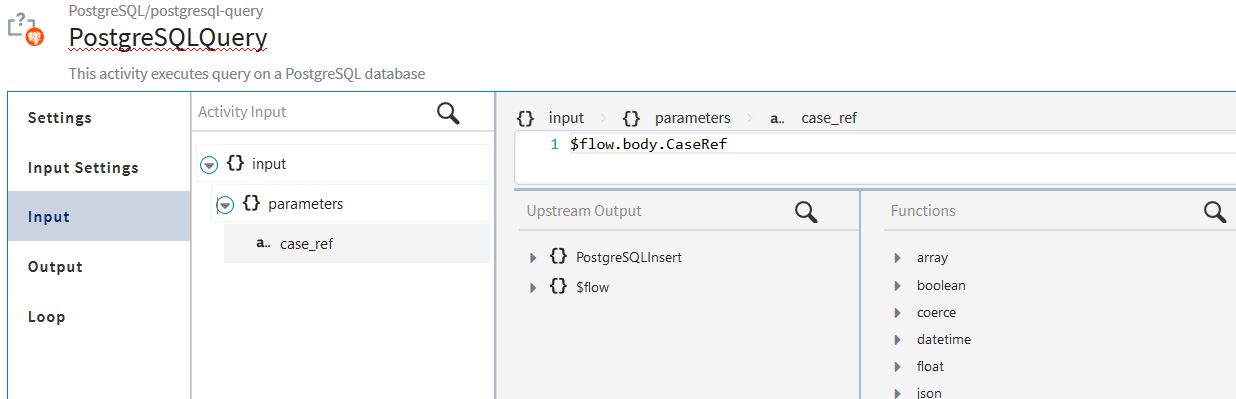 PostgreSQL/postgresql-query
PostgreSQLQuery
This activity executes query on a PostgreSQL database
Settings
Input Settings
Input
Output
Loop
Activity Input
{} input
{} parameters
a.. case_ref
{} input > {} parameters > a.. case_ref
1 $flow.body.CaseRef
Upstream Output
{} PostgreSQLInsert
{} $flow
Functions
array
boolean
coerce
datetime
float
json